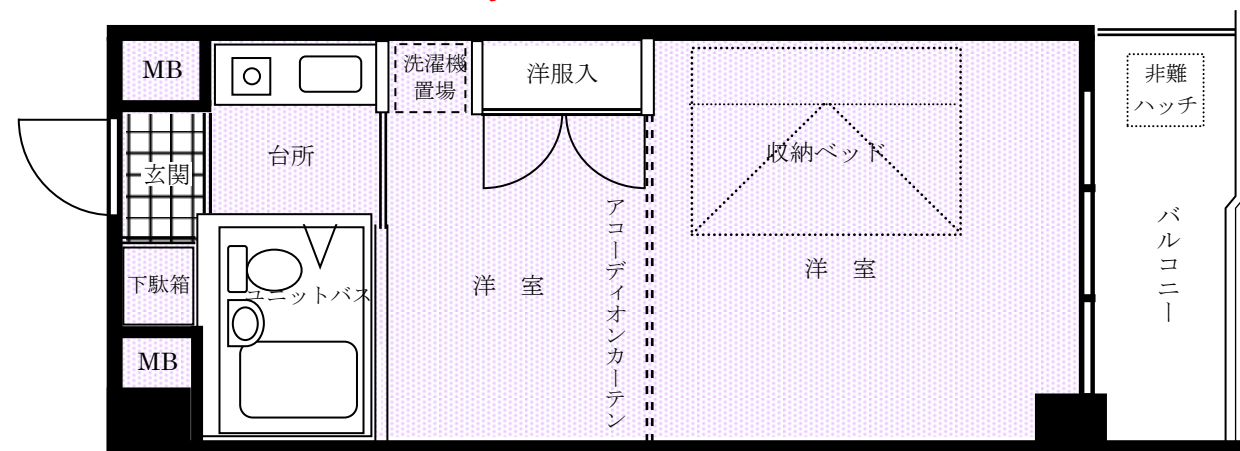 MB
洗濯機
置場
洋服入
非難
ハッチ
台所
収納ベッド
玄関
アコーディオンカーテン
バルコニー
下駄箱
ユニットバス
洋 室
洋 室
MB